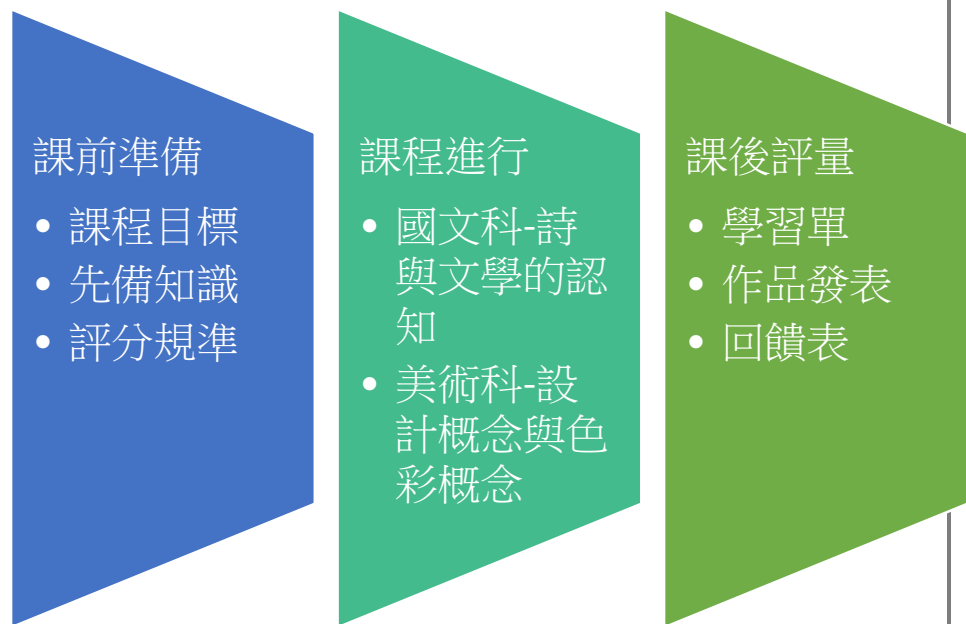 課前準備
• 課程目標
• 先備知識
• 評分規準
課程進行
• 國文科-詩
與文學的認
知
• 美術科-設
計概念與色
彩概念
課後評量
• 學習單
• 作品發表
• 回饋表